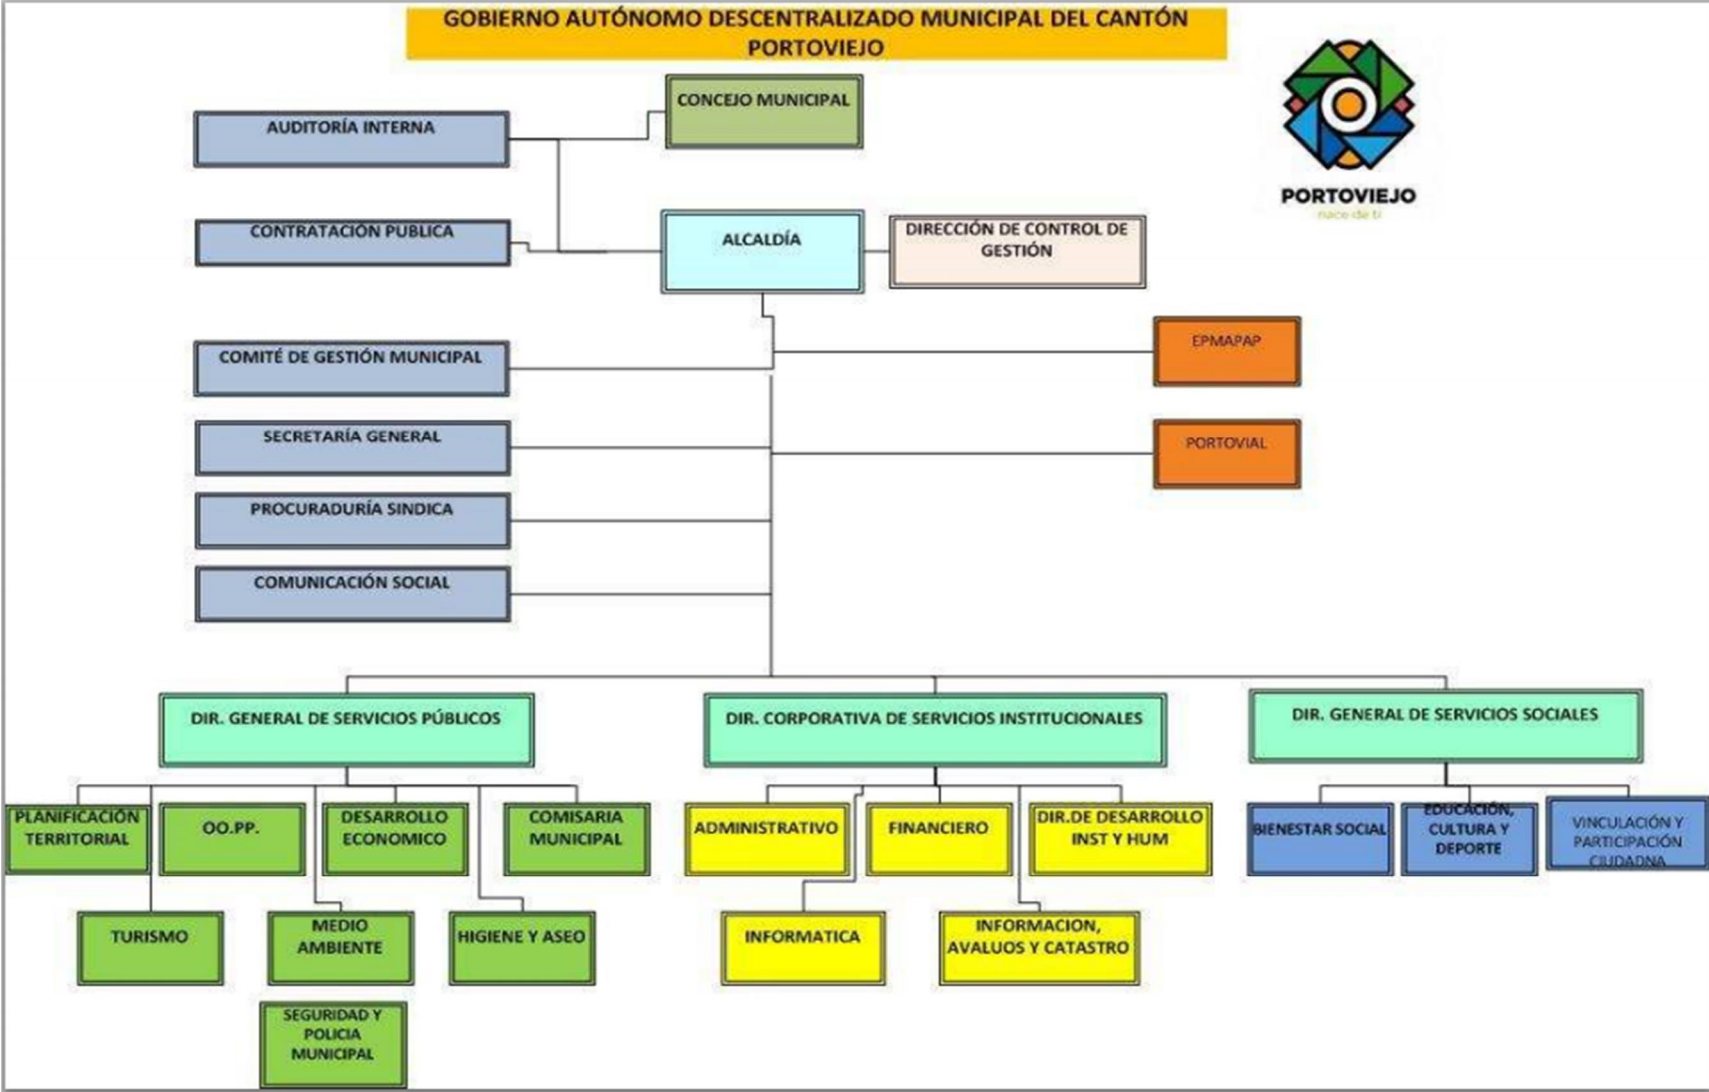 GOBIERNO AUTÓNOMO DESCENTRALIZADO MUNICIPAL DEL CANTÓN
PORTOVIEJO
CONCEJO MUNICIPAL
AUDITORÍA INTERNA
PORTOVIEJO
nace de ti
CONTRATACIÓN PUBLICA
ALCALDÍA
DIRECCIÓN DE CONTROL DE
GESTIÓN
EPMAPAP
COMITÉ DE GESTIÓN MUNICIPAL
SECRETARÍA GENERAL
PORTOVIAL
PROCURADURÍA SINDICA
COMUNICACIÓN SOCIAL
DIR. GENERAL DE SERVICIOS PÚBLICOS
DIR. CORPORATIVA DE SERVICIOS INSTITUCIONALES
DIR. GENERAL DE SERVICIOS SOCIALES
PLANIFICACIÓN
TERRITORIAL
OO.PP.
DESARROLLO
ECONOMICO
COMISARIA
MUNICIPAL
ADMINISTRATIVO
FINANCIERO
DIR.DE DESARROLLO
INST Y HUM
BIENESTAR SOCIAL
EDUCACIÓN,
CULTURA Y
DEPORTE
VINCULACIÓN Y
PARTICIPACIÓN
CIUDADNA
TURISMO
MEDIO
AMBIENTE
HIGIENE Y ASEO
INFORMATICA
INFORMACION,
AVALUOS Y CATASTRO
SEGURIDAD Y
POLICIA
MUNICIPAL